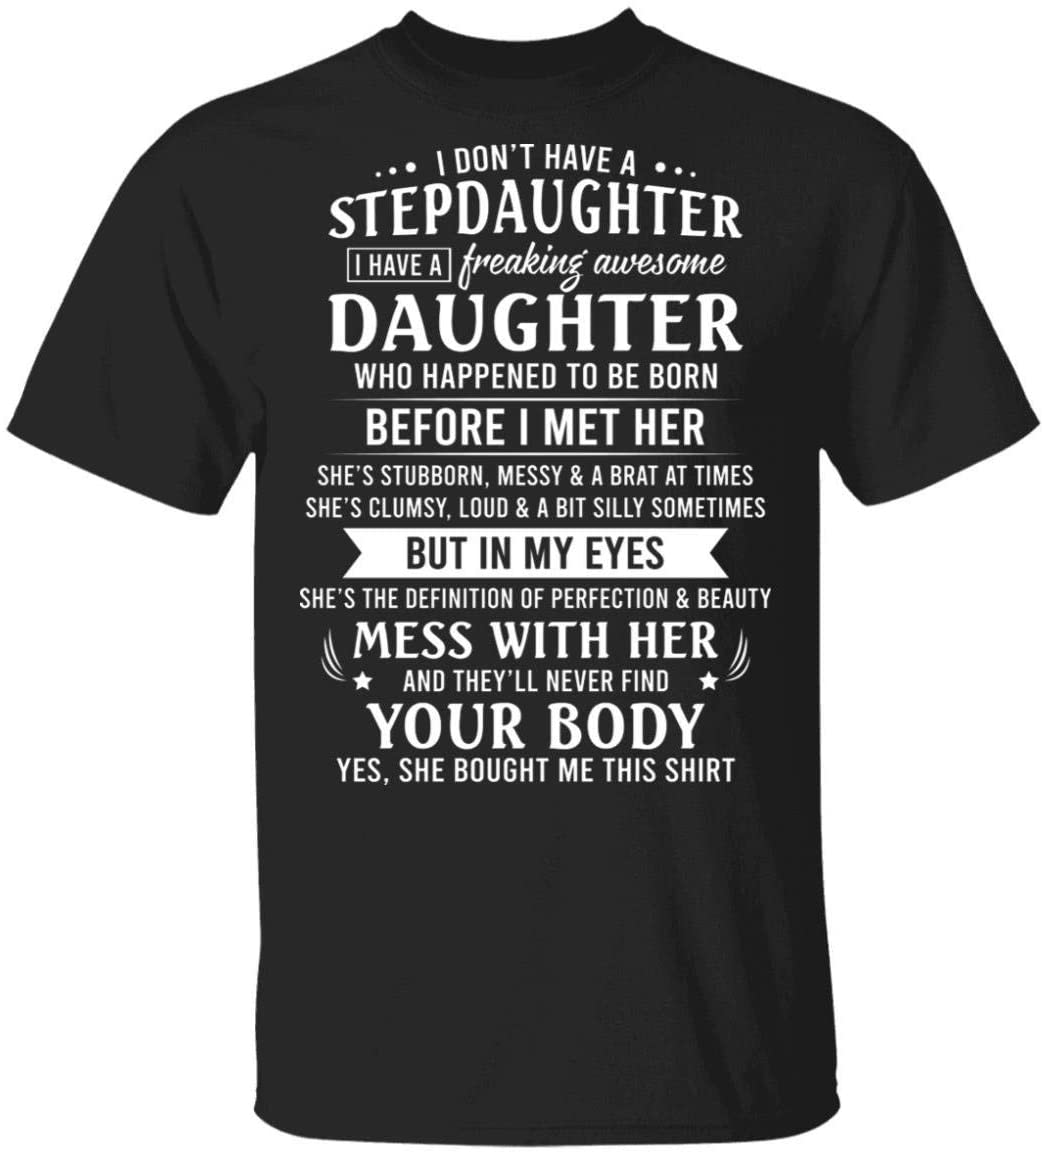 I DON'T HAVE A
STEPDAUGHTER
I HAVE A freaking awesome
DAUGHTER
WHO HAPPENED TO BE BORN
BEFORE I MET HER
SHE'S STUBBORN, MESSY & A BRAT AT TIMES
SHE'S CLUMSY, LOUD & A BIT SILLY SOMETIMES
BUT IN MY EYES
SHE'S THE DEFINITION OF PERFECTION & BEAUTY
MESS WITH HER
AND THEY'LL NEVER FIND
YOUR BODY
YES, SHE BOUGHT ME THIS SHIRT